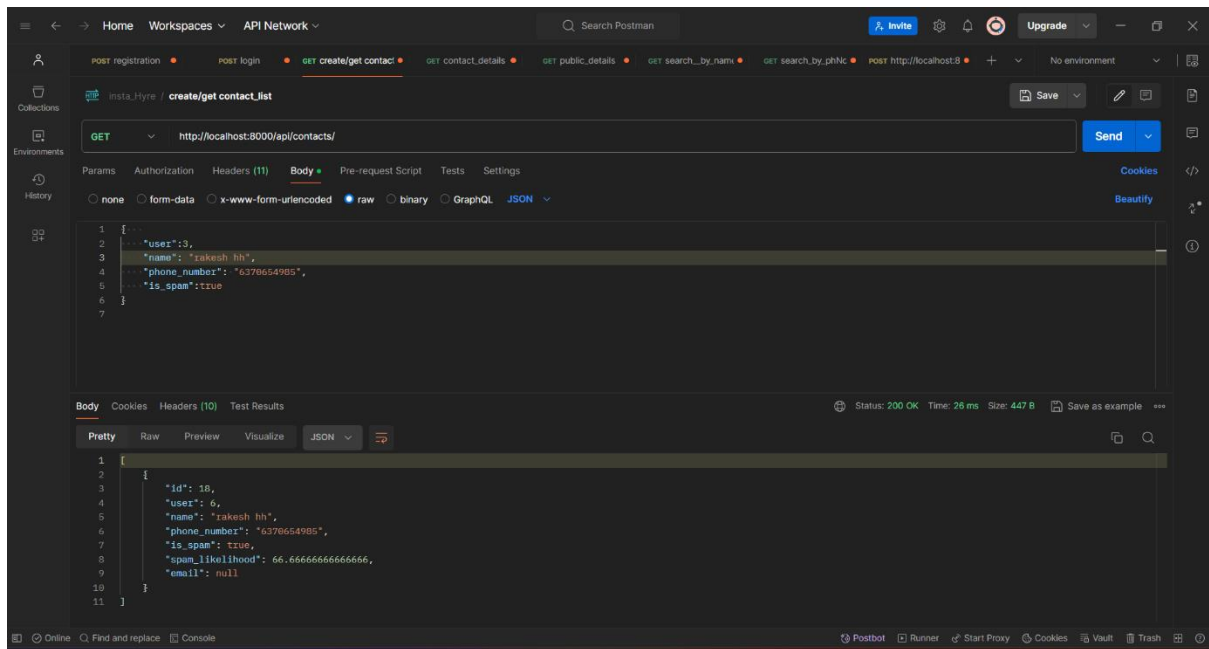 Home Workspaces API Network Search Postman Invite Upgrade
POST registration POST login GET create/get contact GET contact_details GET public_details GET search__by_name GET search_by_phNc POST http://localhost:8 No environment
Collections
insta_Hyre / create/get contact_list Save
GET http://localhost:8000/api/contacts/ Send
Environments
Params Authorization Headers (11) Body Pre-request Script Tests Settings Cookies
History
none form-data x-www-form-urlencoded raw binary GraphQL JSON Beautify
1 {
2 "user":3,
3 "name": "rakesh hh",
4 "phone_number": "6370654985",
5 "is_spam":true
6 }
7
Body Cookies Headers (10) Test Results Status: 200 OK Time: 26 ms Size: 447 B Save as example
Pretty Raw Preview Visualize JSON
1 [
2 {
3 "id": 18,
4 "user": 6,
5 "name": "rakesh hh",
6 "phone_number": "6370654985",
7 "is_spam": true,
8 "spam_likelihood": 66.66666666666666,
9 "email": null
10 }
11 ]
Online Find and replace Console Postbot Runner Start Proxy Cookies Vault Trash